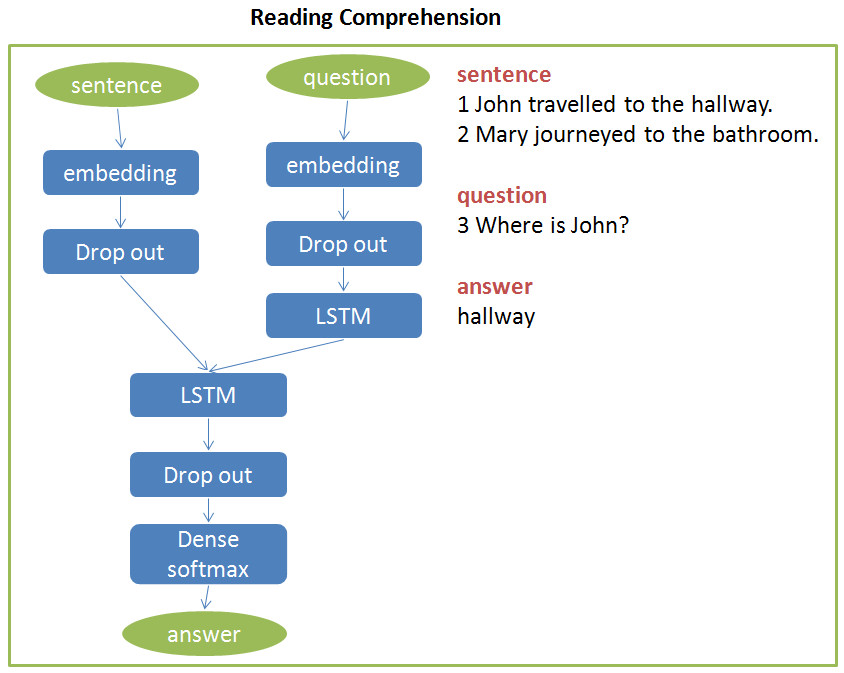 Reading Comprehension
sentence
embedding
Drop out
question
embedding
Drop out
LSTM
LSTM
Drop out
Dense
softmax
answer
sentence
1 John travelled to the hallway.
2 Mary journeyed to the bathroom.
question
3 Where is John?
answer
hallway